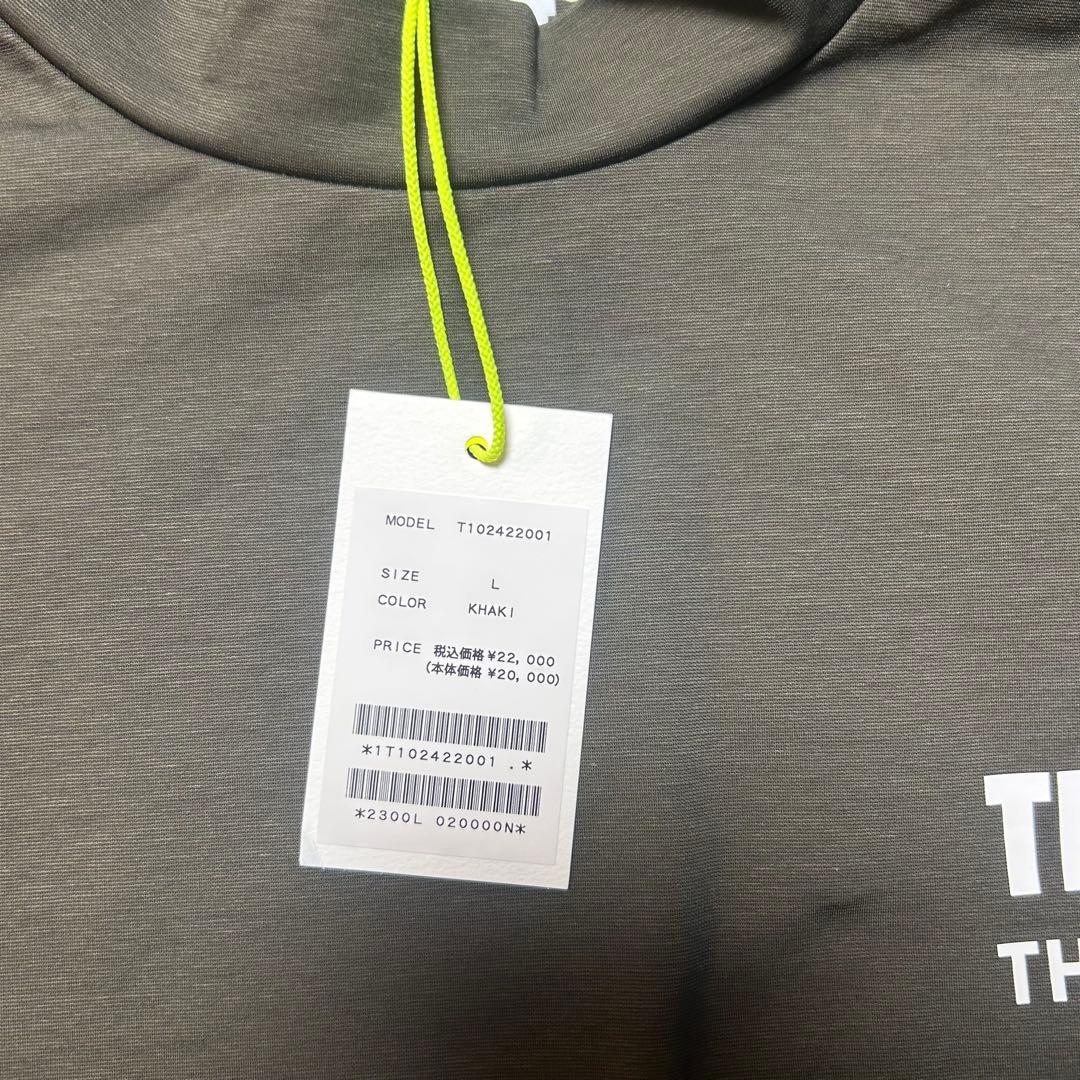 MODEL T102422001
SIZE L
COLOR KHAKI
PRICE 税込価格 ¥22, 000
(本体価格 ¥20, 000)
*1T102422001 .*
*2300L 020000N*
TH